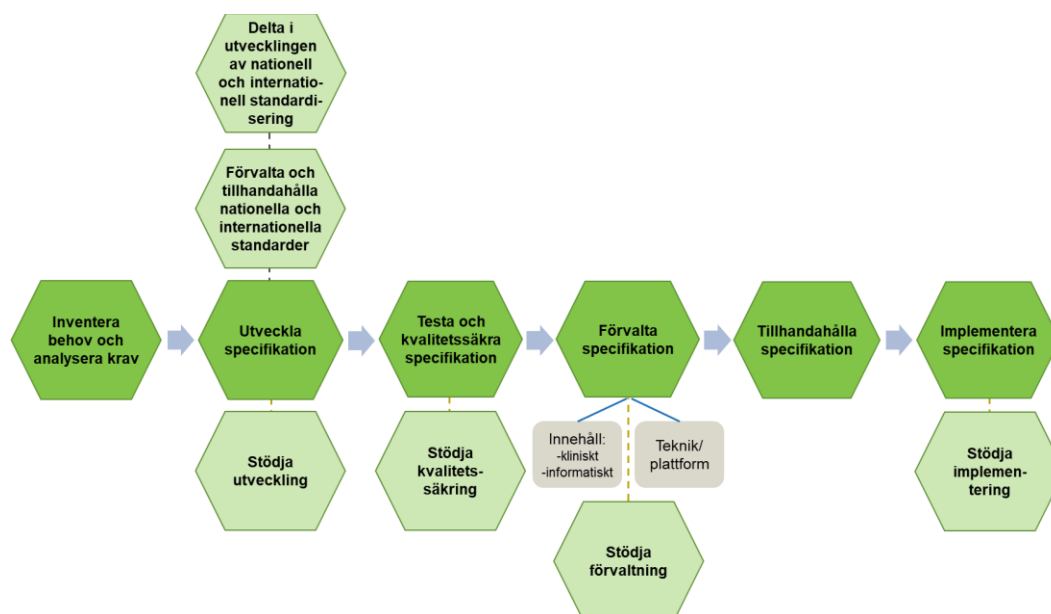 Delta i
utvecklingen
av nationell
och internatio-
nell standardi-
sering
Förvalta och
tillhandahålla
nationella och
internationella
standarder
Inventera
behov och
analysera krav
Utveckla
specifikation
Testa och
kvalitetssäkra
specifikation
Förvalta
specifikation
Tillhandahålla
specifikation
Implementera
specifikation
Stödja
utveckling
Stödja
kvalitets-
säkring
Innehåll:
-kliniskt
-informatiskt
Teknik/
plattform
Stödja
förvaltning
Stödja
implemen-
tering